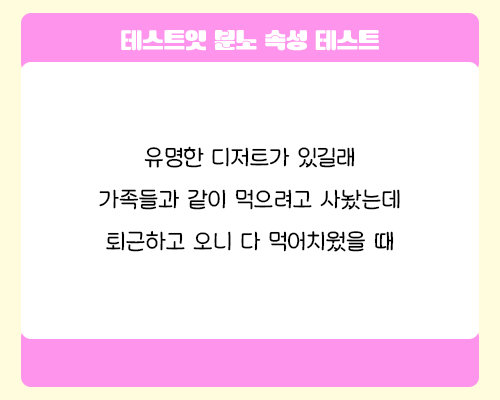 테스트잇 분노 속성 테스트
유명한 디저트가 있길래
가족들과 같이 먹으려고 사놨는데
퇴근하고 오니 다 먹어치웠을 때